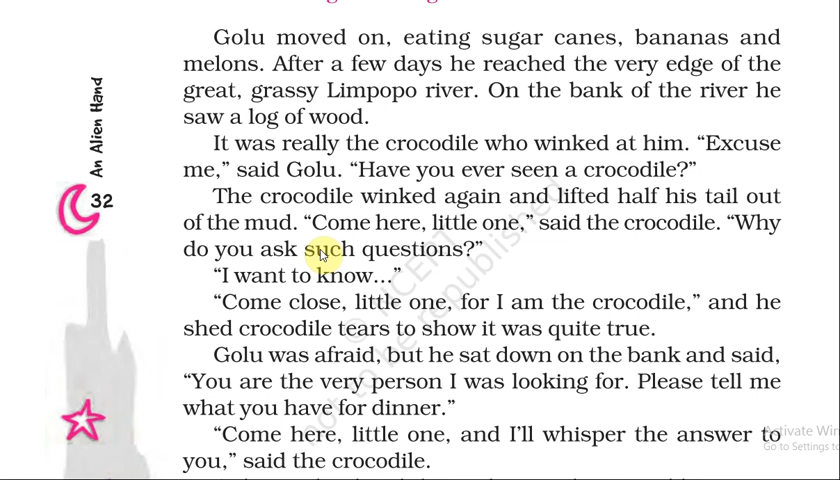 Golu moved on, eating sugar canes, bananas and
melons. After a few days he reached the very edge of the
great, grassy Limpopo river. On the bank of the river he
saw a log of wood.
It was really the crocodile who winked at him. “Excuse
me,” said Golu. “Have you ever seen a crocodile?”
The crocodile winked again and lifted half his tail out
of the mud. “Come here, little one,” said the crocodile. “Why
do you ask such questions?”
“I want to know...”
“Come close, little one, for I am the crocodile,” and he
shed crocodile tears to show it was quite true.
Golu was afraid, but he sat down on the bank and said,
“You are the very person I was looking for. Please tell me
what you have for dinner.”
“Come here, little one, and I’ll whisper the answer to
you,” said the crocodile.
An Alien Hand
32
© NCERT
not to be republished
Activate Win
Go to Settings t